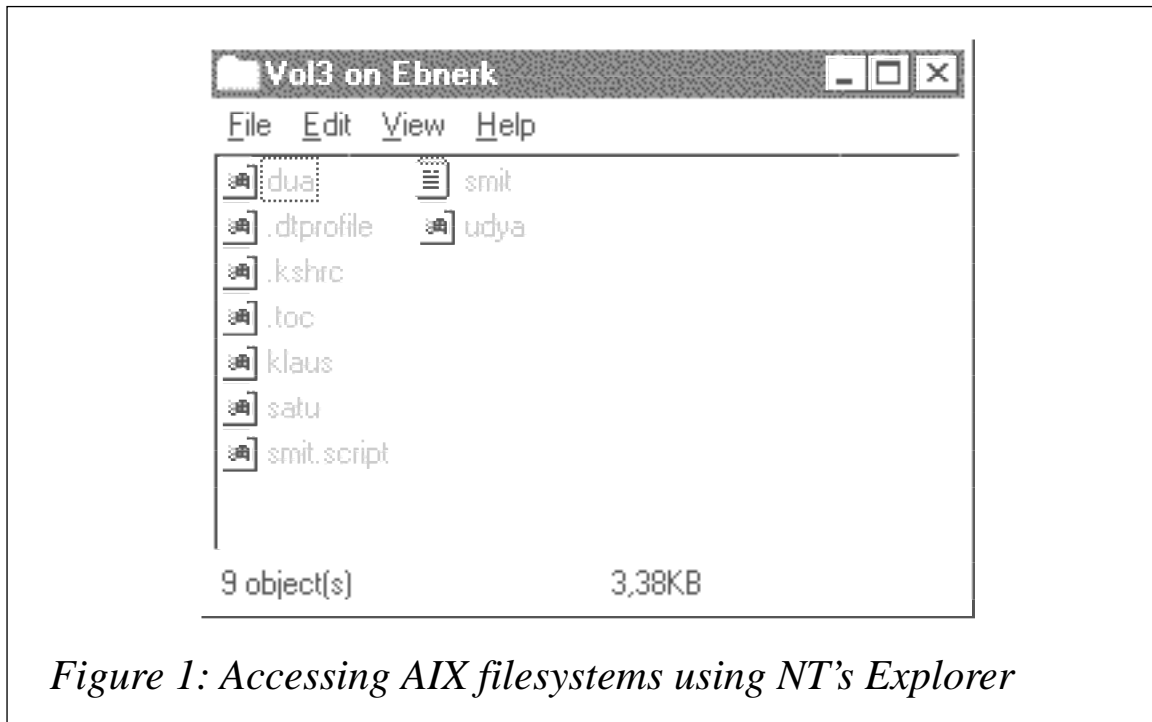 Vol3 on Ebnerk
File Edit View Help
dua smit
.dtprofile udya
.kshrc
.toc
klaus
satu
smit.script
9 object(s) 3,38KB
Figure 1: Accessing AIX filesystems using NT's Explorer